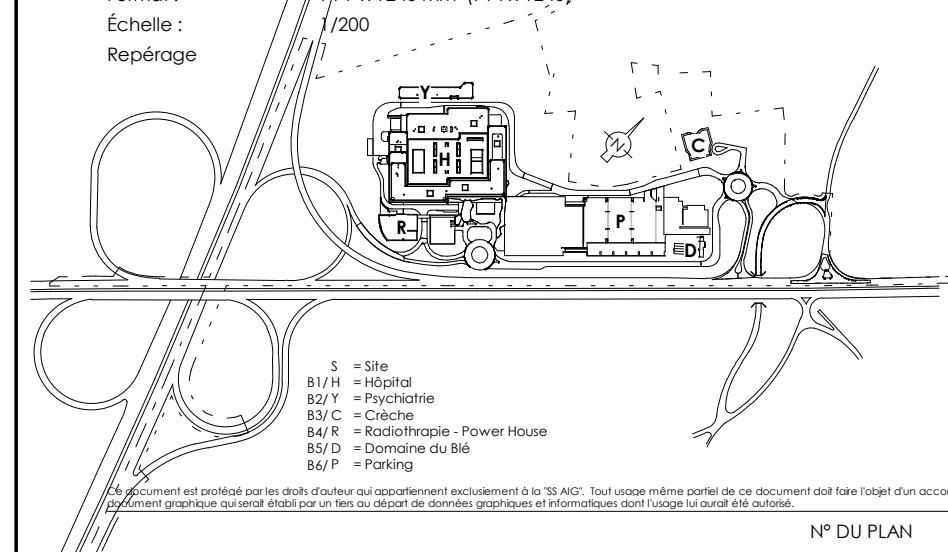 Échelle :
1/200
Repérage
Y
H
N
C
R
P
D
S = Site
B1/ H = Hôpital
B2/ Y = Psychiatrie
B3/ C = Crèche
B4/ R = Radiothrapie - Power House
B5/ D = Domaine du Blé
B6/ P = Parking
Ce document est protégé par les droits d'auteur qui appartiennent exclusivement à la "SS AIG". Tout usage même partiel de ce document doit faire l'objet d'un
document graphique qui serait établi par un tiers au départ de données graphiques et informatiques dont l'usage lui aurait été autorisé.
N° DU PLAN